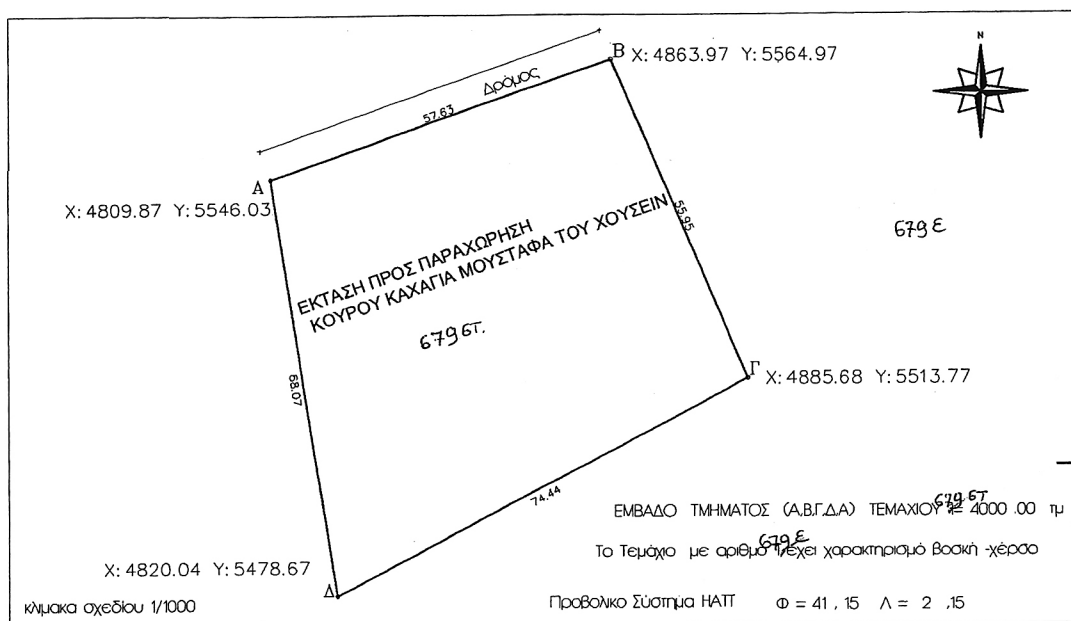 N
B X: 4863.97 Y: 5564.97
Δρόμος
57.63
A
X: 4809.87 Y: 5546.03
55.95
679 ε
ΕΚΤΑΣΗ ΠΡΟΣ ΠΑΡΑΧΩΡΗΣΗ
ΚΟΥΡΟΥ ΚΑΧΑΓΙΑ ΜΟΥΣΤΑΦΑ ΤΟΥ ΧΟΥΣΕΙΝ
679 στ.
68.07
Γ X: 4885.68 Y: 5513.77
74.44
679 στ
ΕΜΒΑΔΟ ΤΜΗΜΑΤΟΣ (Α,Β,Γ,Δ,Α) ΤΕΜΑΧΙΟΥ = 4000 .00 τμ
679 ε
Το Τεμάχιο με αριθμό 1 έχει χαρακτηρισμό βοσκή -χέρσο
X: 4820.04 Y: 5478.67 Δ
κλιμακα σχεδίου 1/1000
Προβολικο Σύστημα ΗΑΤΤ Φ = 41 , 15 Λ = 2 ,15